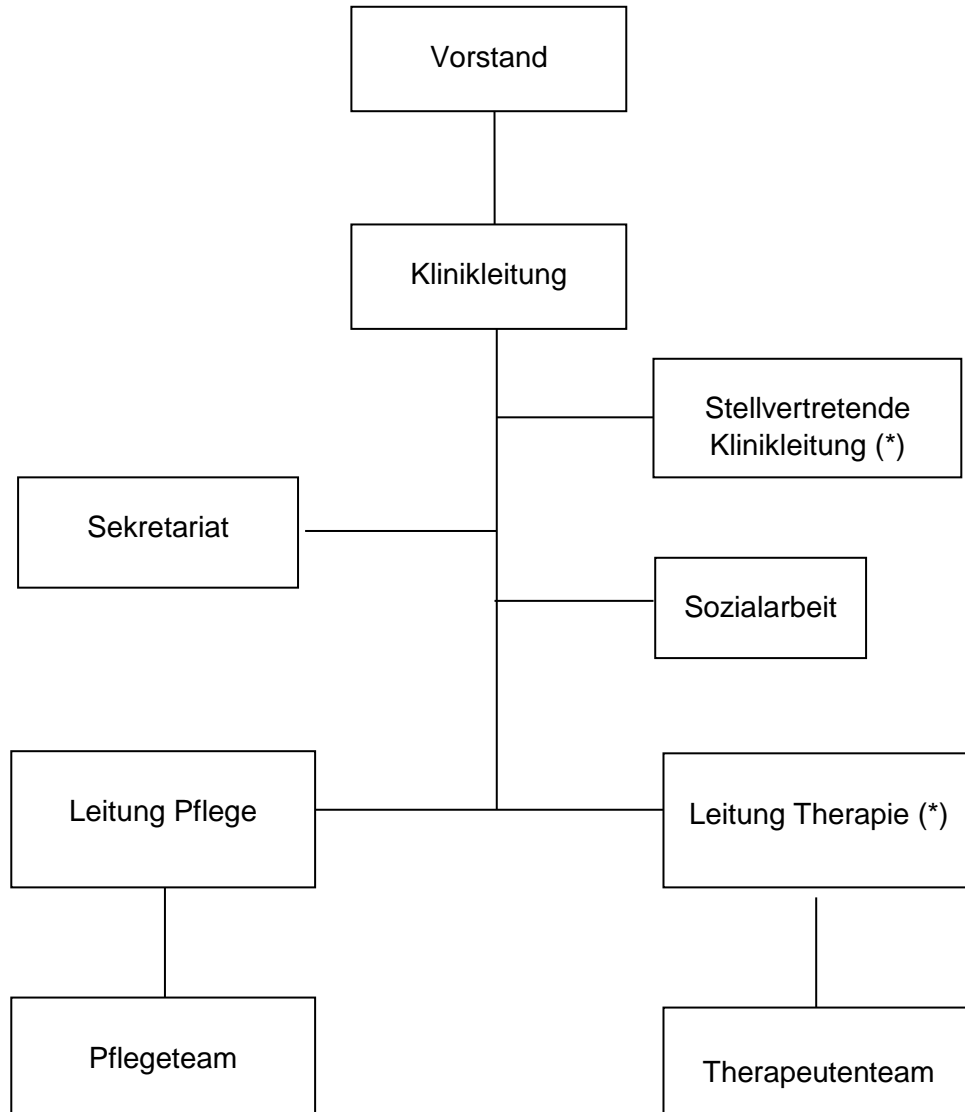 Vorstand
Klinikleitung
Stellvertretende
Klinikleitung (*)
Sekretariat
Sozialarbeit
Leitung Pflege
Leitung Therapie (*)
Pflegeteam
Therapeutenteam